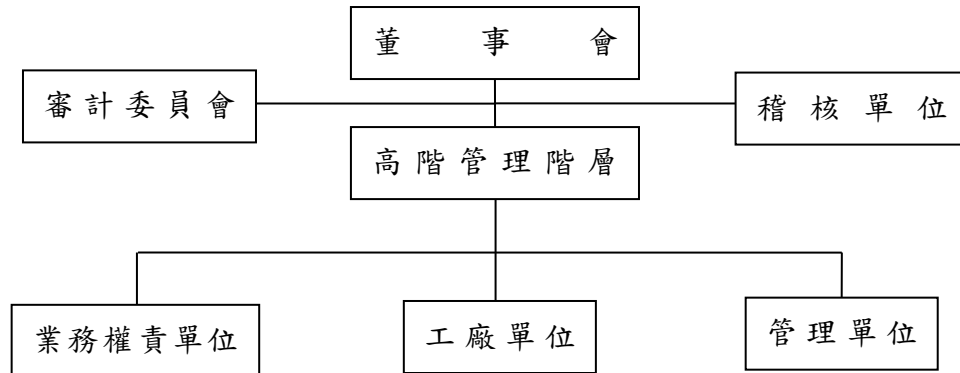 董事會
審計委員會
稽核單位
高階管理階層
業務權責單位
工廠單位
管理單位